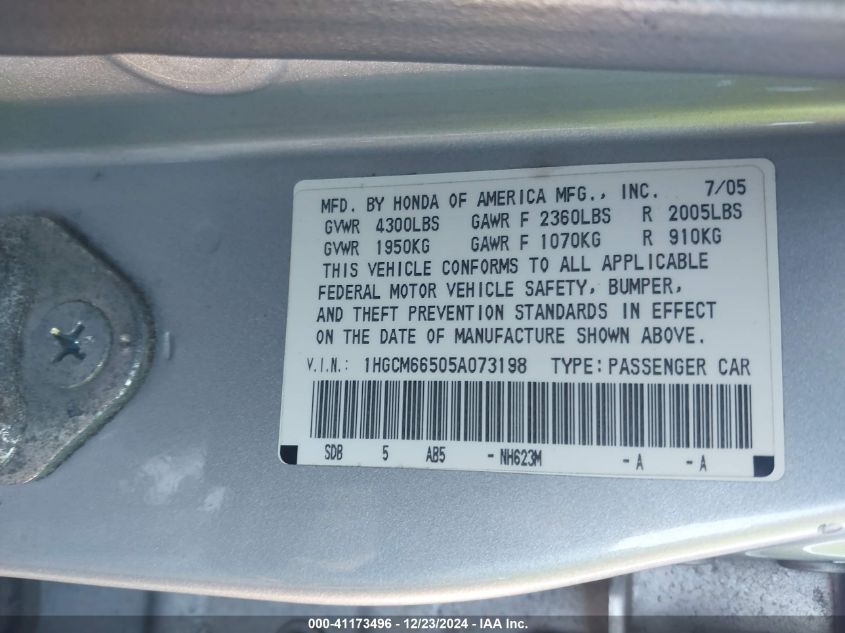 MFD. BY HONDA OF AMERICA MFG., INC. 7/05
GVWR 4300LBS GAWR F 2360LBS R 2005LBS
GVWR 1950KG GAWR F 1070KG R 910KG
THIS VEHICLE CONFORMS TO ALL APPLICABLE
FEDERAL MOTOR VEHICLE SAFETY, BUMPER,
AND THEFT PREVENTION STANDARDS IN EFFECT
ON THE DATE OF MANUFACTURE SHOWN ABOVE.
V.I.N.: 1HGCM66505A073198 TYPE: PASSENGER CAR
SDB 5 AB5 - NH623M - A - A
000-41173496 - 12/23/2024 - IAA Inc.